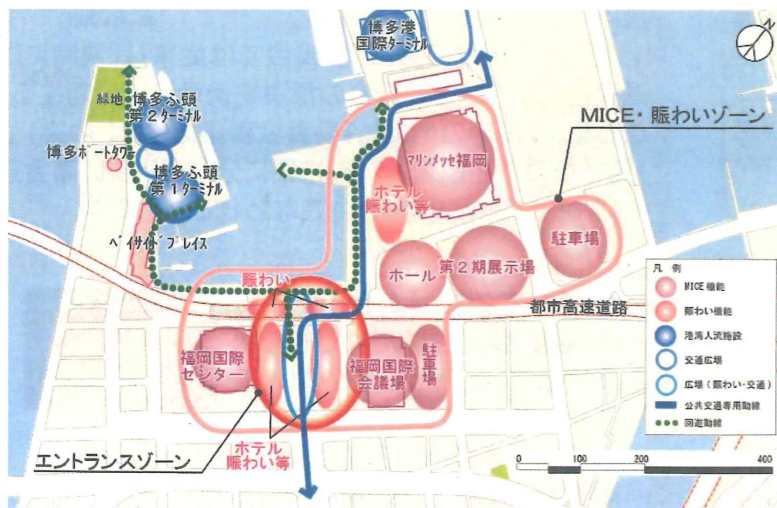 博多港
国際ターミナル
緑地
博多ふ頭
第2ターミナル
博多ポートタワー
博多ふ頭
第1ターミナル
ベイサイドプレイス
MICE・賑わいゾーン
マリンメッセ福岡
ホテル
賑わい等
駐車場
ホール
第2期展示場
賑わい
都市高速道路
福岡国際
センター
福岡国際
会議場
駐車場
エントランスゾーン
ホテル
賑わい等
凡 例
MICE機能
賑わい機能
港湾人流施設
交通広場
広場(賑わい・交通)
公共交通専用動線
回遊動線
0 100 200 400